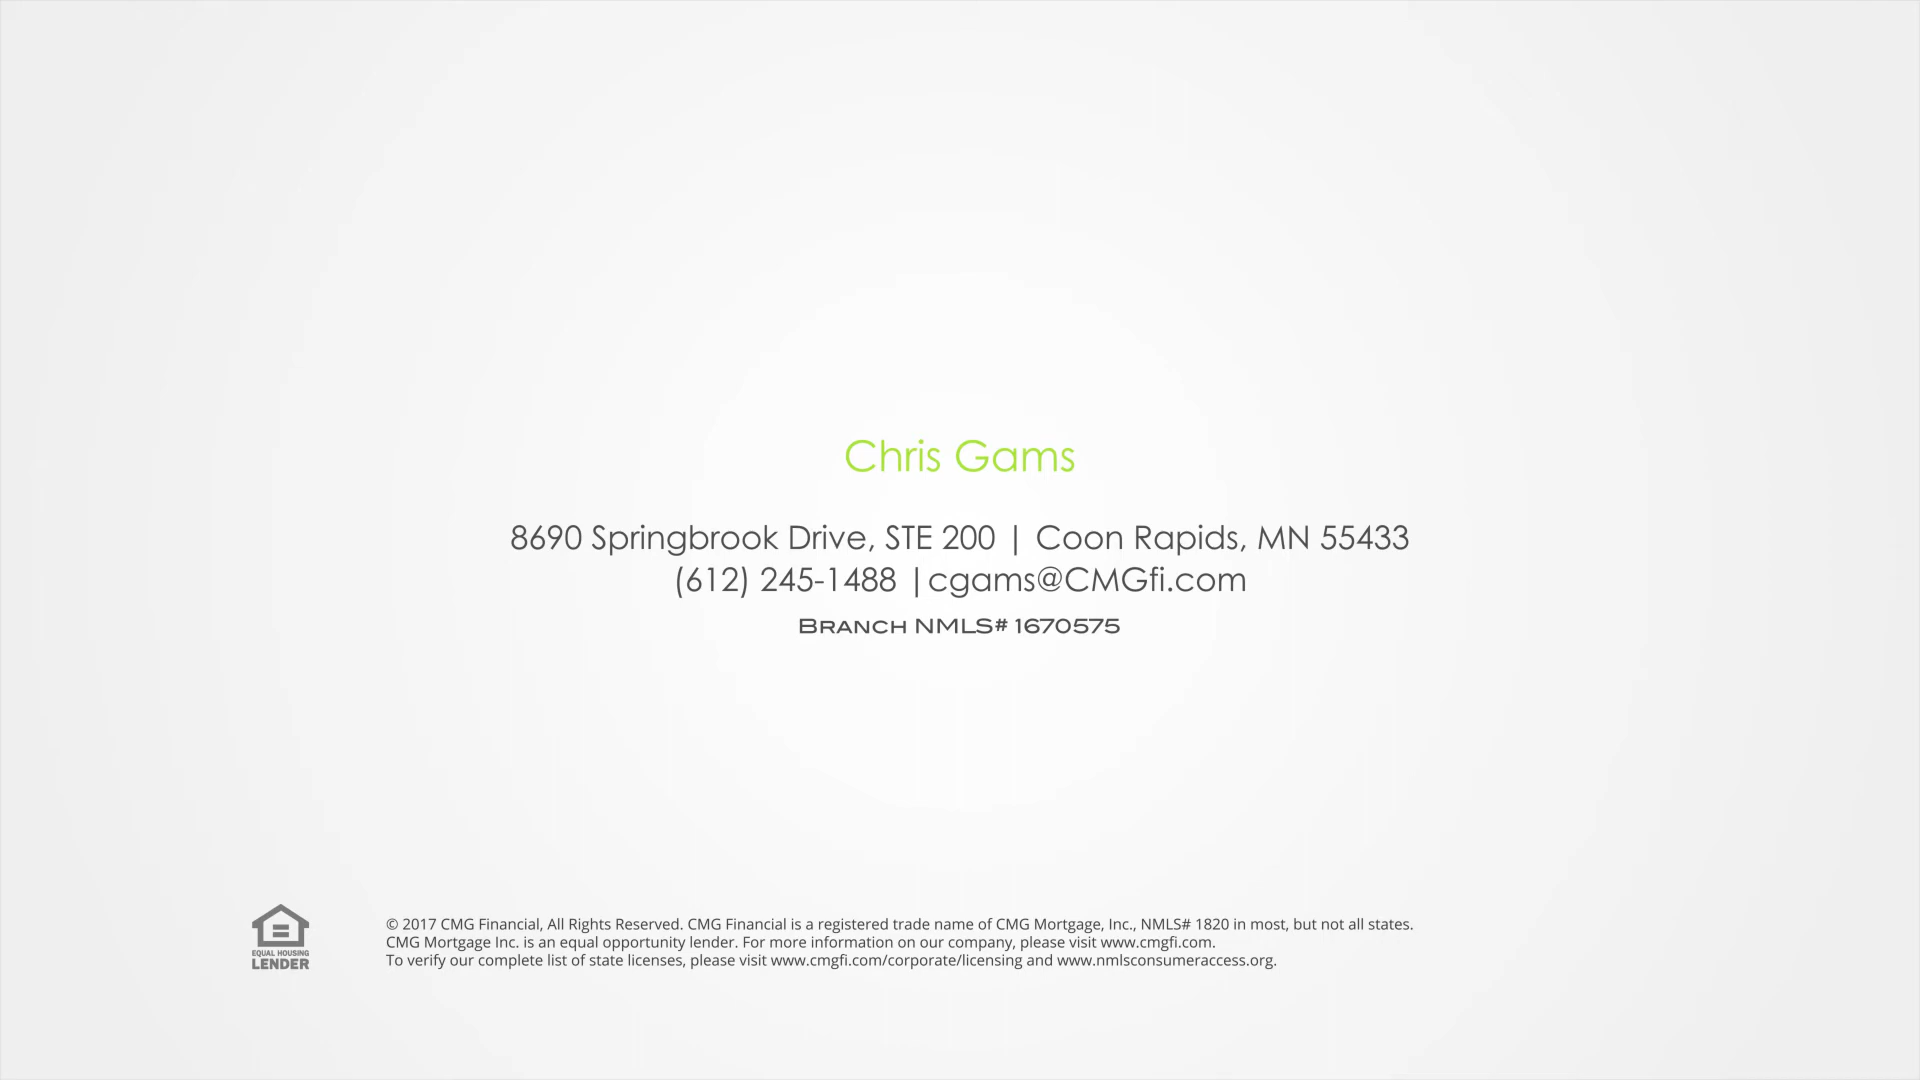 Chris Gams
8690 Springbrook Drive, STE 200 | Coon Rapids, MN 55433
(612) 245-1488 |cgams@CMGfi.com
Branch NMLS# 1670575
EQUAL HOUSING
LENDER
© 2017 CMG Financial, All Rights Reserved. CMG Financial is a registered trade name of CMG Mortgage, Inc., NMLS# 1820 in most, but not all states.
CMG Mortgage Inc. is an equal opportunity lender. For more information on our company, please visit www.cmgfi.com.
To verify our complete list of state licenses, please visit www.cmgfi.com/corporate/licensing and www.nmlsconsumeraccess.org.